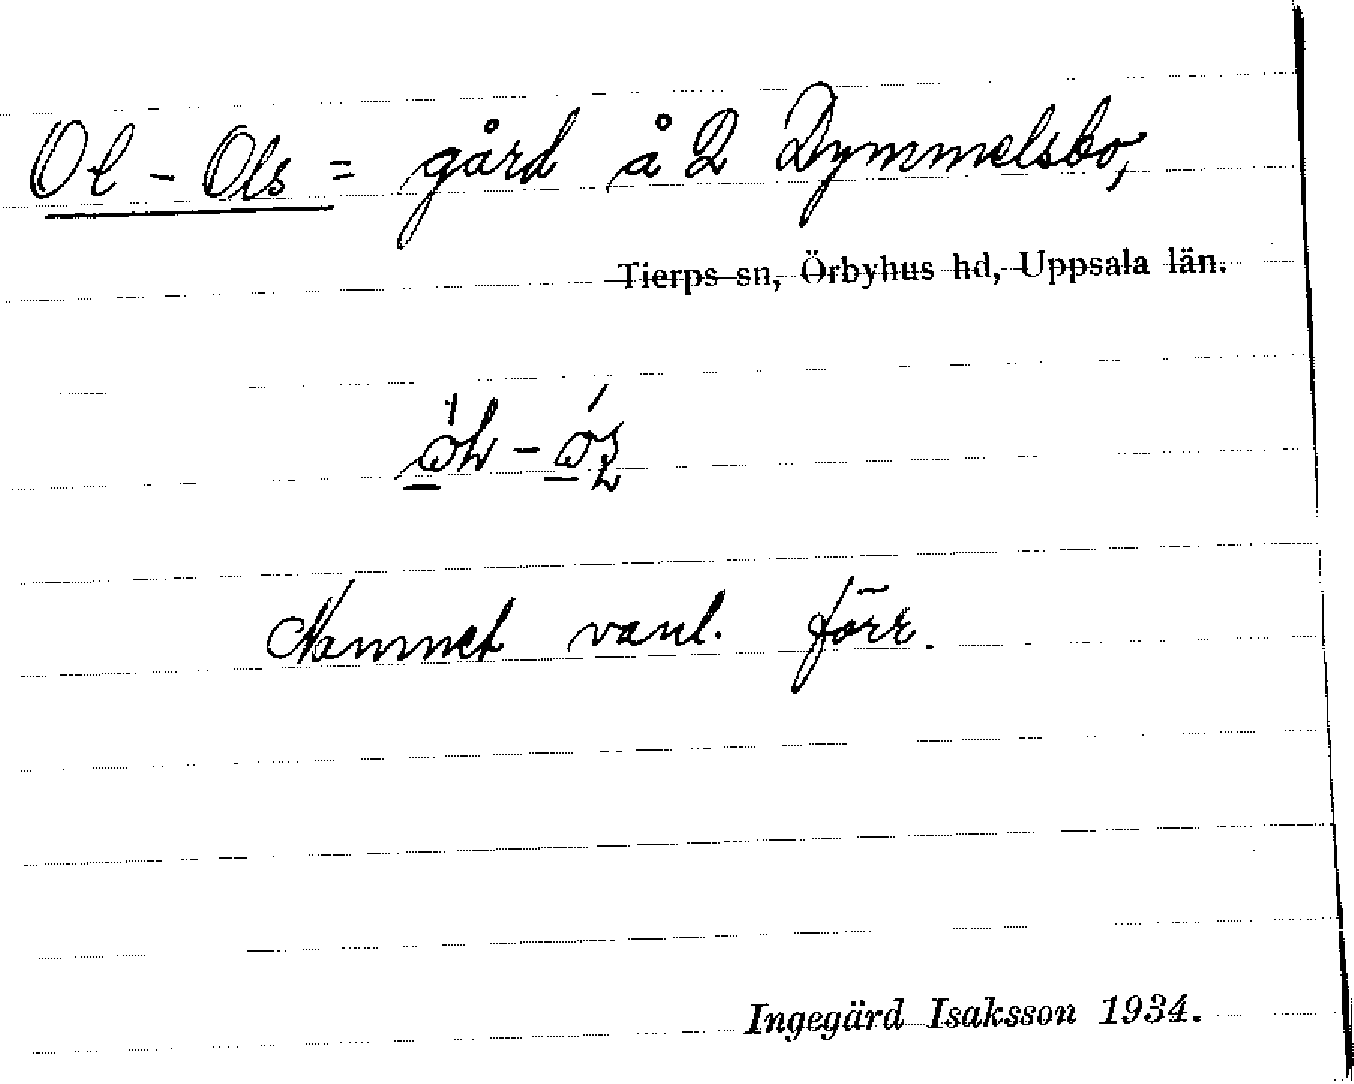 Ol - Ols = gård å 2 Dymmelsbo,
Tierps sn, Örbyhus hd, Uppsala län.
Namnet vanl. förr.
Ingegärd Isaksson 1934.